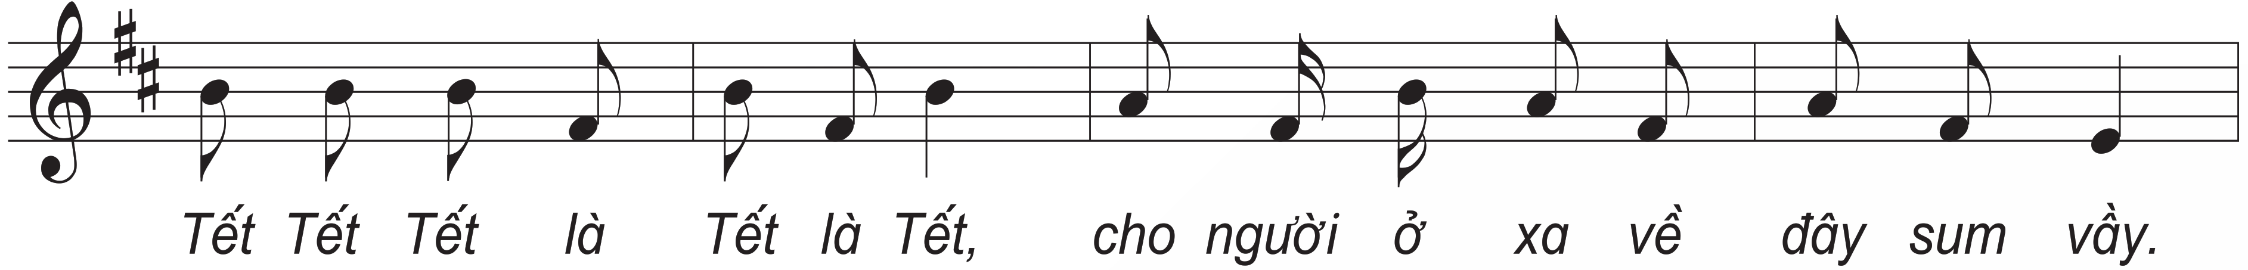 Tết Tết Tết là Tết là Tết, cho người ở xa về đây sum vầy.